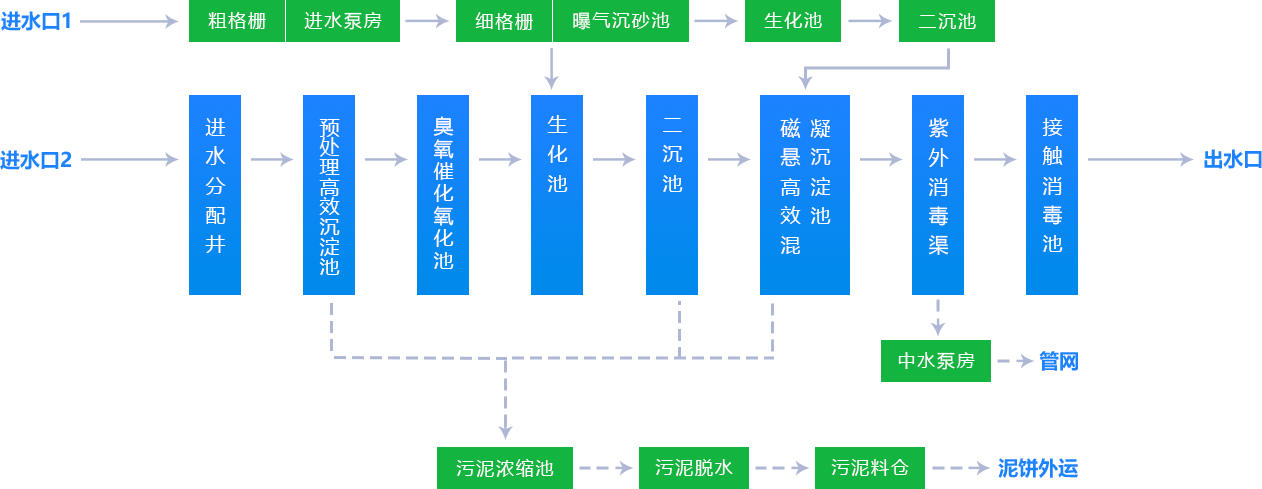 进水口1
粗格栅
进水泵房
细格栅
曝气沉砂池
生化池
二沉池
进水口2
进水分配井
预处理高效沉淀池
臭氧催化氧化池
生化池
二沉池
磁悬高效混
凝沉淀池
紫外消毒渠
接触消毒池
出水口
中水泵房
管网
污泥浓缩池
污泥脱水
污泥料仓
泥饼外运